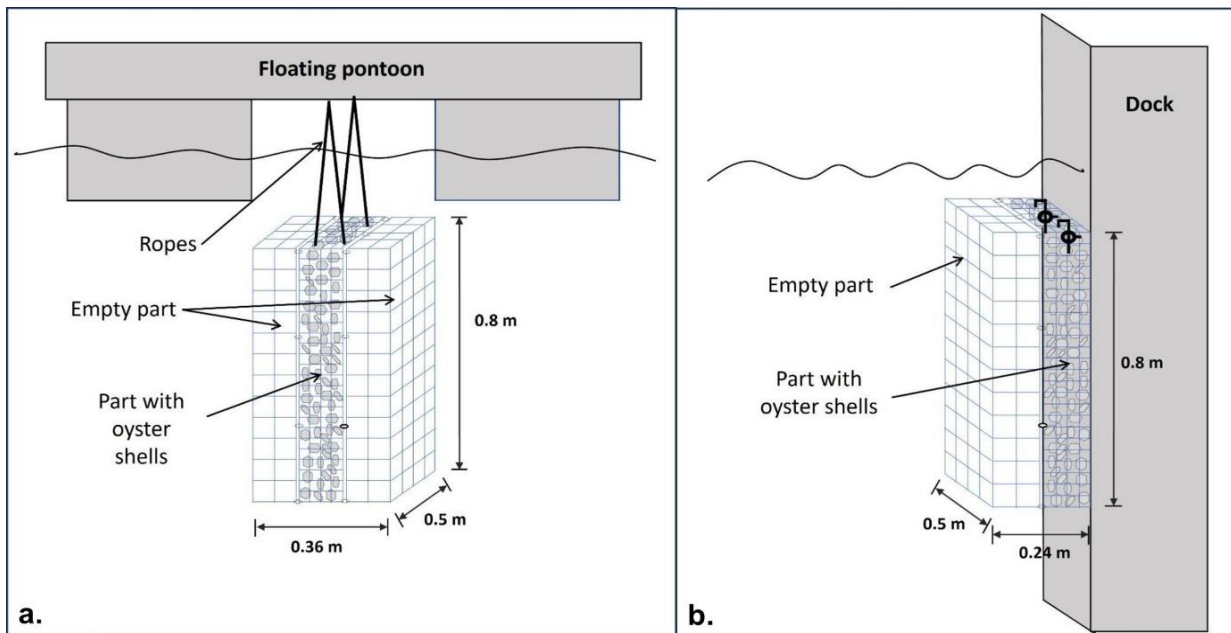 Floating pontoon
Ropes
Empty part
Part with
oyster
shells
0.8 m
0.5 m
0.36 m
a.
Dock
Empty part
Part with
oyster shells
0.8 m
0.5 m
0.24 m
b.